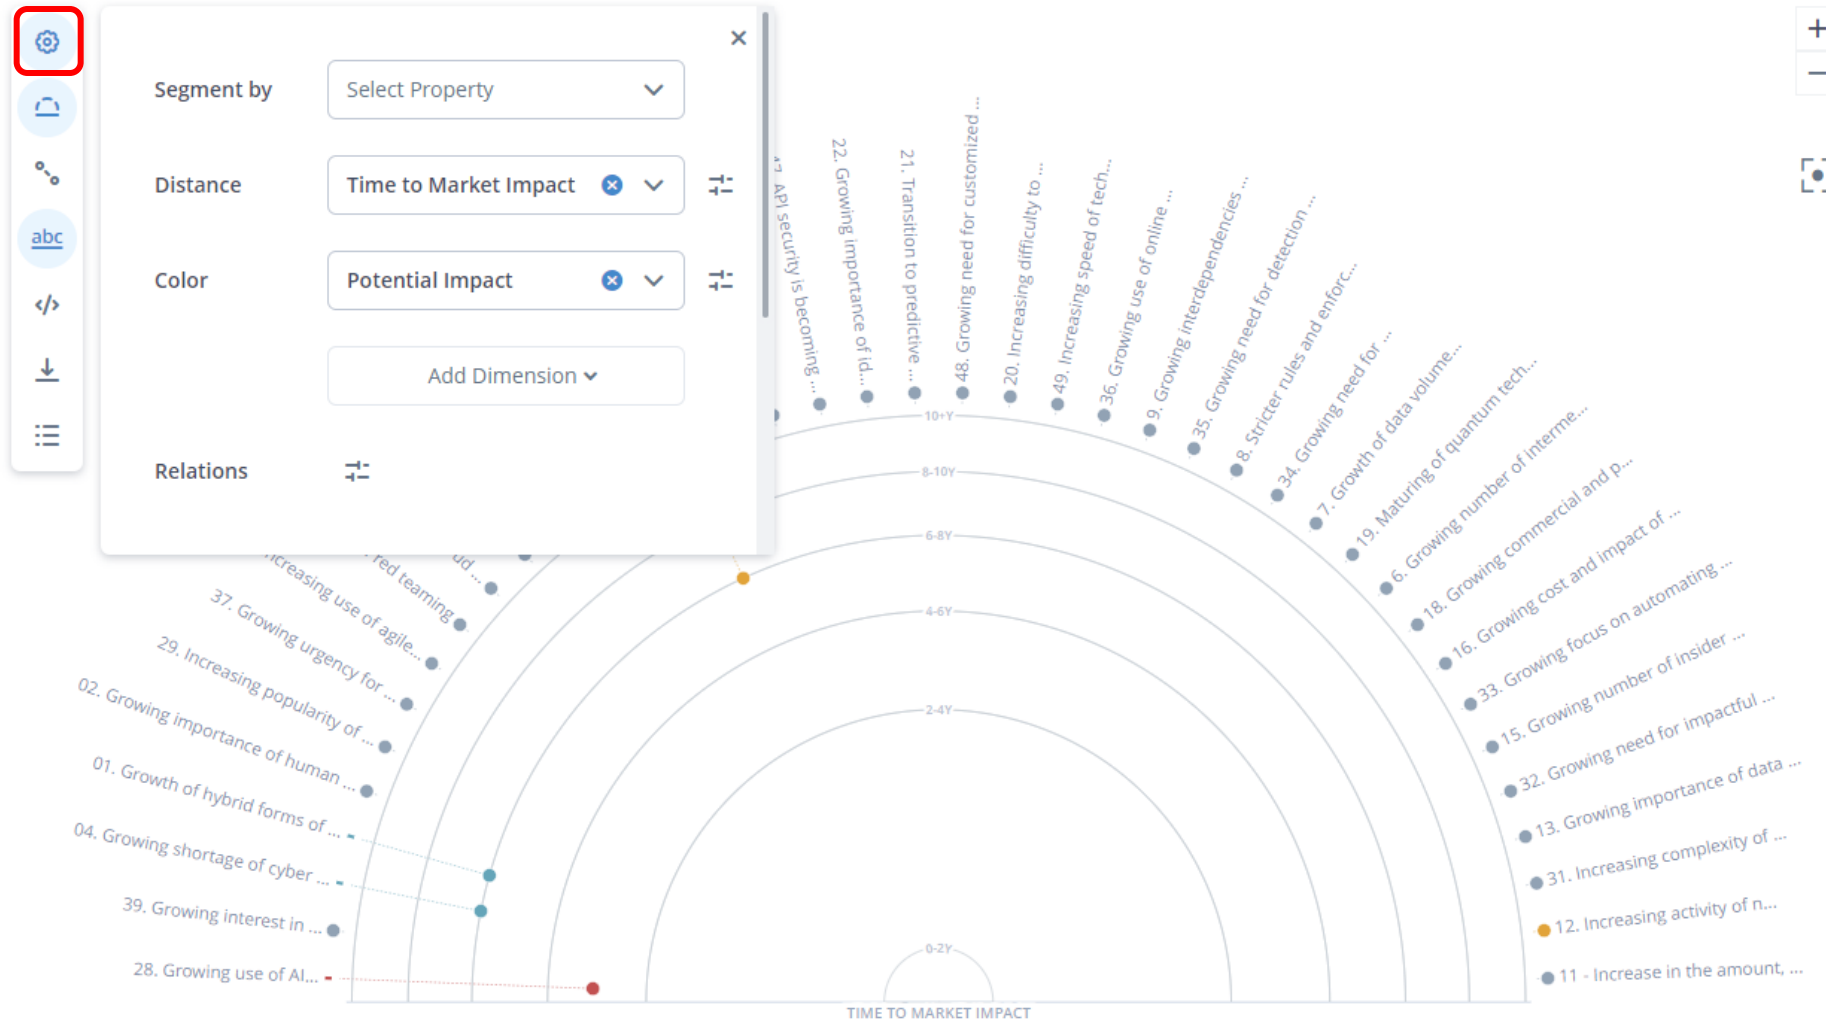 Segment by
Select Property
Distance
Time to Market Impact
Color
Potential Impact
Add Dimension
Relations
abc
</>
API security is becoming ...
22. Growing importance of id...
21. Transition to predictive ...
48. Growing need for customized ...
20. Increasing difficulty to ...
49. Increasing speed of tech...
36. Growing use of online ...
9. Growing interdependencies ...
35. Growing need for detection ...
8. Stricter rules and enforc...
34. Growing need for ...
7. Growth of data volume...
19. Maturing of quantum tech...
6. Growing number of interme...
18. Growing commercial and p...
16. Growing cost and impact of ...
33. Growing focus on automating ...
15. Growing number of insider ...
32. Growing need for impactful ...
13. Growing importance of data ...
31. Increasing complexity of ...
12. Increasing activity of n...
11 - Increase in the amount, ...
ud...
red teaming
ncreasing use of agile...
37. Growing urgency for ...
29. Increasing popularity of ...
02. Growing importance of human ...
01. Growth of hybrid forms of ...
04. Growing shortage of cyber ...
39. Growing interest in ...
28. Growing use of AI...
10+Y
8-10Y
6-8Y
4-6Y
2-4Y
0-2Y
TIME TO MARKET IMPACT